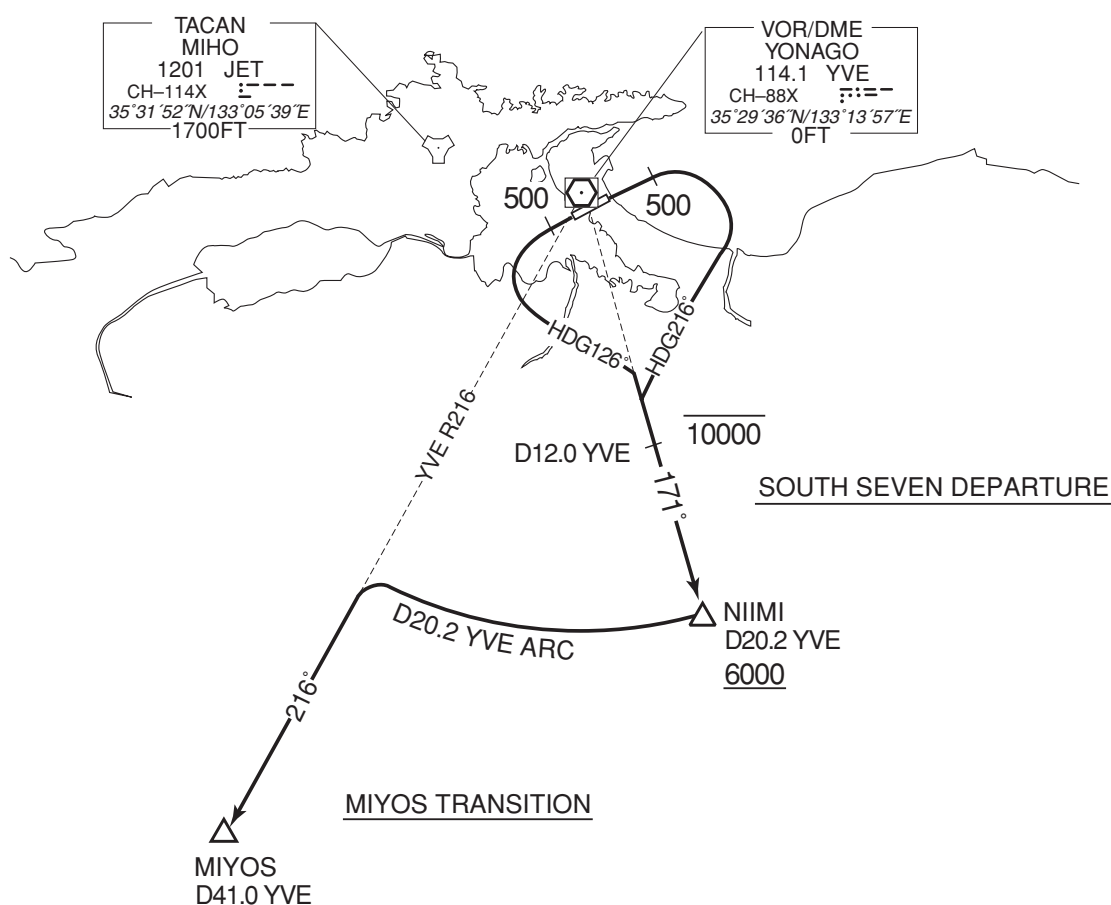 TACAN
MIHO
1201 JET
CH–114X
35°31´52˝N/133°05´39˝E
1700FT
VOR/DME
YONAGO
114.1 YVE
CH–88X
35°29´36˝N/133°13´57˝E
0FT
500
500
HDG126°
HDG216°
YVE R216
10000
D12.0 YVE
171°
SOUTH SEVEN DEPARTURE
NIIMI
D20.2 YVE
6000
D20.2 YVE ARC
216°
MIYOS TRANSITION
MIYOS
D41.0 YVE